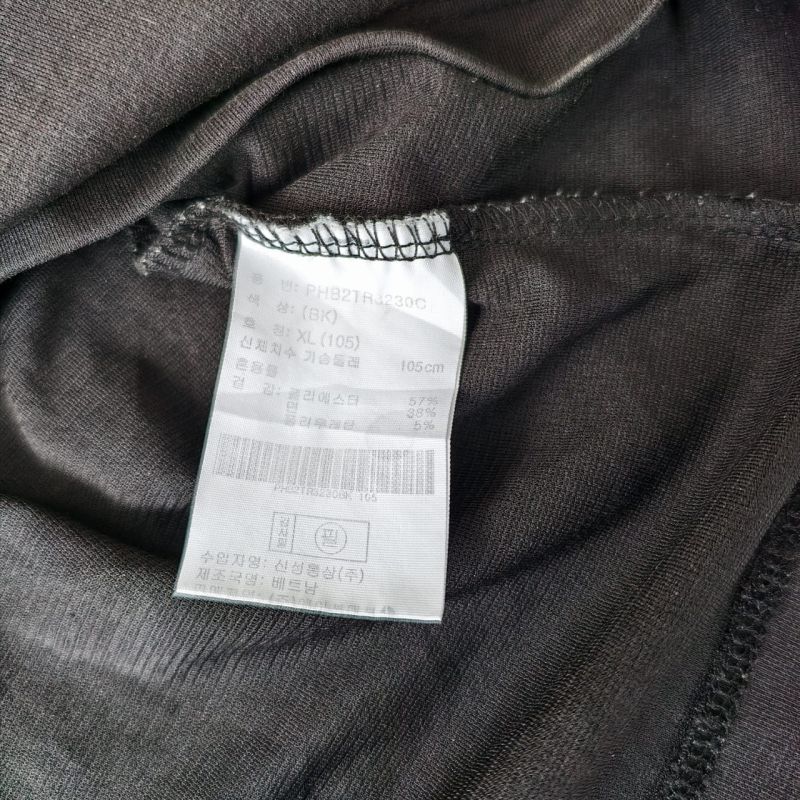 품 번: PHB2TR3230C
색 상: (BK)
호 칭: XL (105)
신체치수 가슴둘레 105cm
혼용률
겉 감: 폴리에스터 57%
면 38%
폴리우레탄 5%
PHB2TR3230BK 105
필
수입자명: 신성통상(주)
제조국명: 베트남